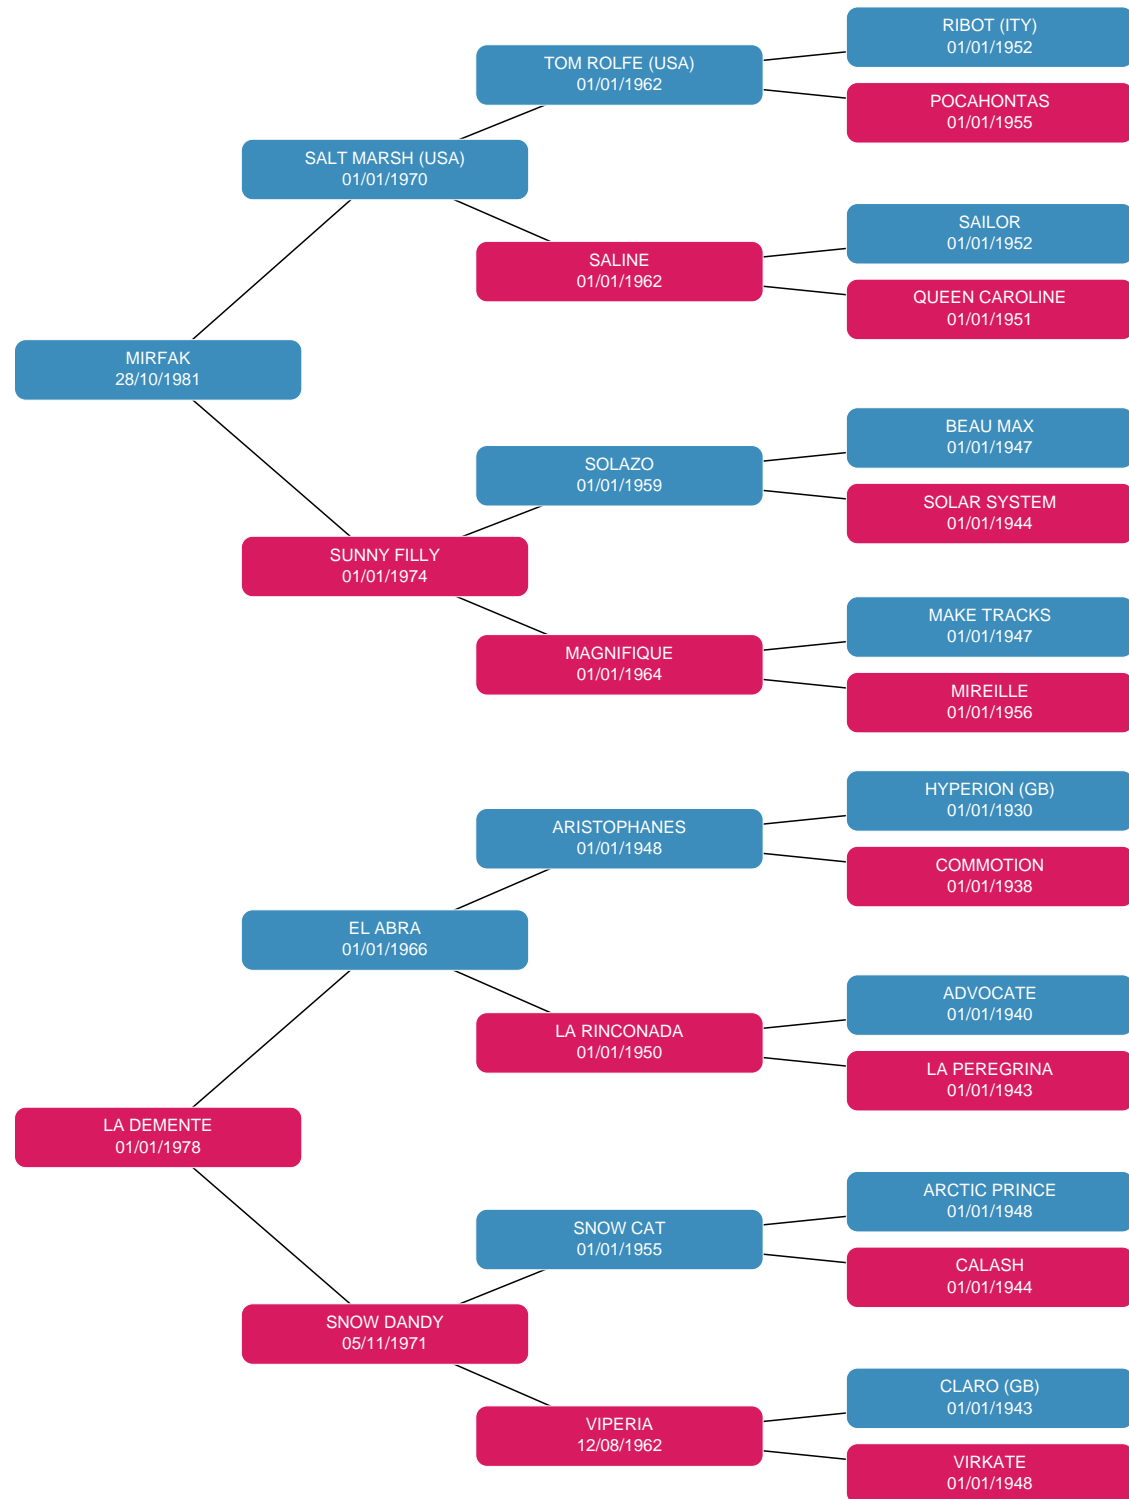 RIBOT (ITY)
01/01/1952
TOM ROLFE (USA)
01/01/1962
POCAHONTAS
01/01/1955
SALT MARSH (USA)
01/01/1970
SAILOR
01/01/1952
SALINE
01/01/1962
QUEEN CAROLINE
01/01/1951
MIRFAK
28/10/1981
BEAU MAX
01/01/1947
SOLAZO
01/01/1959
SOLAR SYSTEM
01/01/1944
SUNNY FILLY
01/01/1974
MAKE TRACKS
01/01/1947
MAGNIFIQUE
01/01/1964
MIREILLE
01/01/1956
HYPERION (GB)
01/01/1930
ARISTOPHANES
01/01/1948
COMMOTION
01/01/1938
EL ABRA
01/01/1966
ADVOCATE
01/01/1940
LA RINCONADA
01/01/1950
LA PEREGRINA
01/01/1943
LA DEMENTE
01/01/1978
ARCTIC PRINCE
01/01/1948
SNOW CAT
01/01/1955
CALASH
01/01/1944
SNOW DANDY
05/11/1971
CLARO (GB)
01/01/1943
VIPERIA
12/08/1962
VIRKATE
01/01/1948